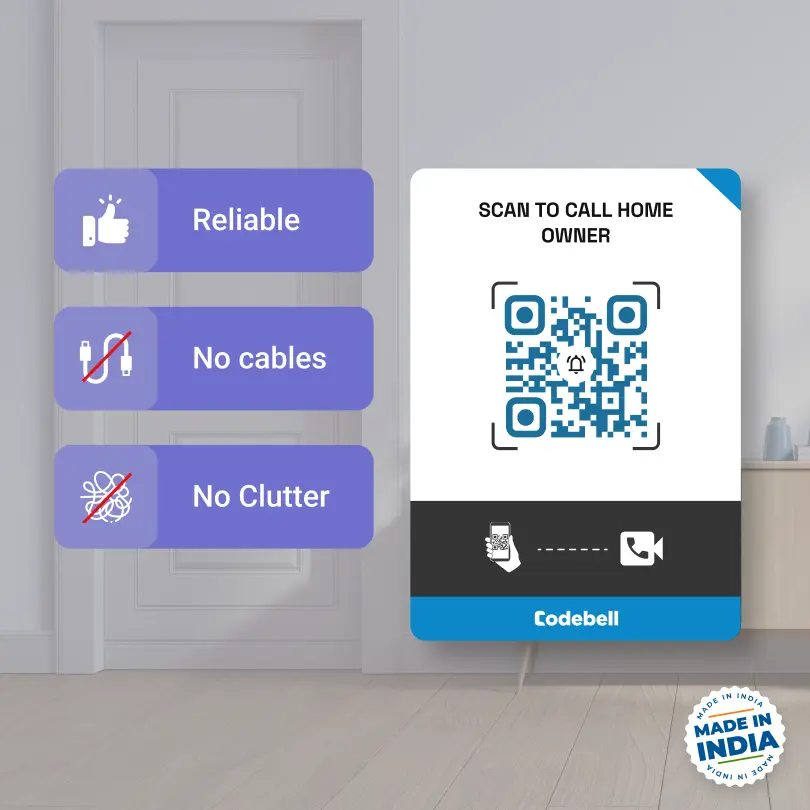 Reliable
No cables
No Clutter
SCAN TO CALL HOME
OWNER
Codebell
MADE IN INDIA
MADE IN
INDIA
MADE IN INDIA